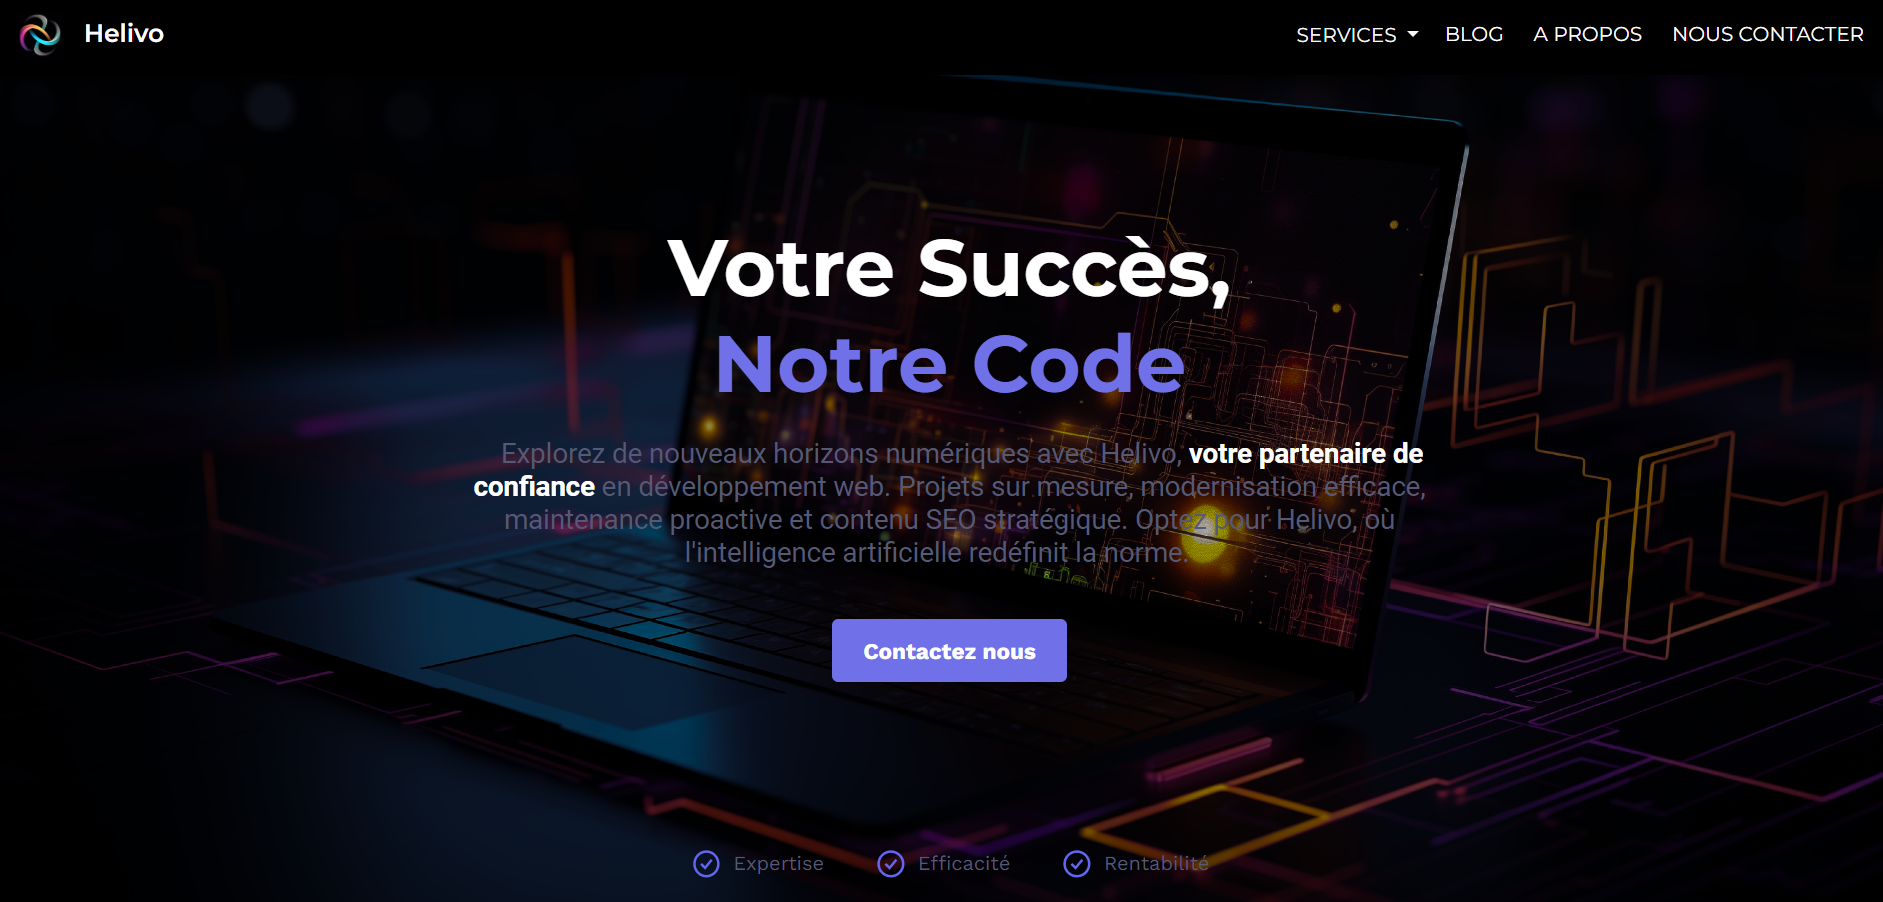 Helivo
SERVICES
BLOG
A PROPOS
NOUS CONTACTER
Votre Succès,
Notre Code
Explorez de nouveaux horizons numériques avec Helivo, votre partenaire de
confiance en développement web. Projets sur mesure, modernisation efficace,
maintenance proactive et contenu SEO stratégique. Optez pour Helivo, où
l'intelligence artificielle redéfinit la norme.
Contactez nous
Expertise
Efficacité
Rentabilité